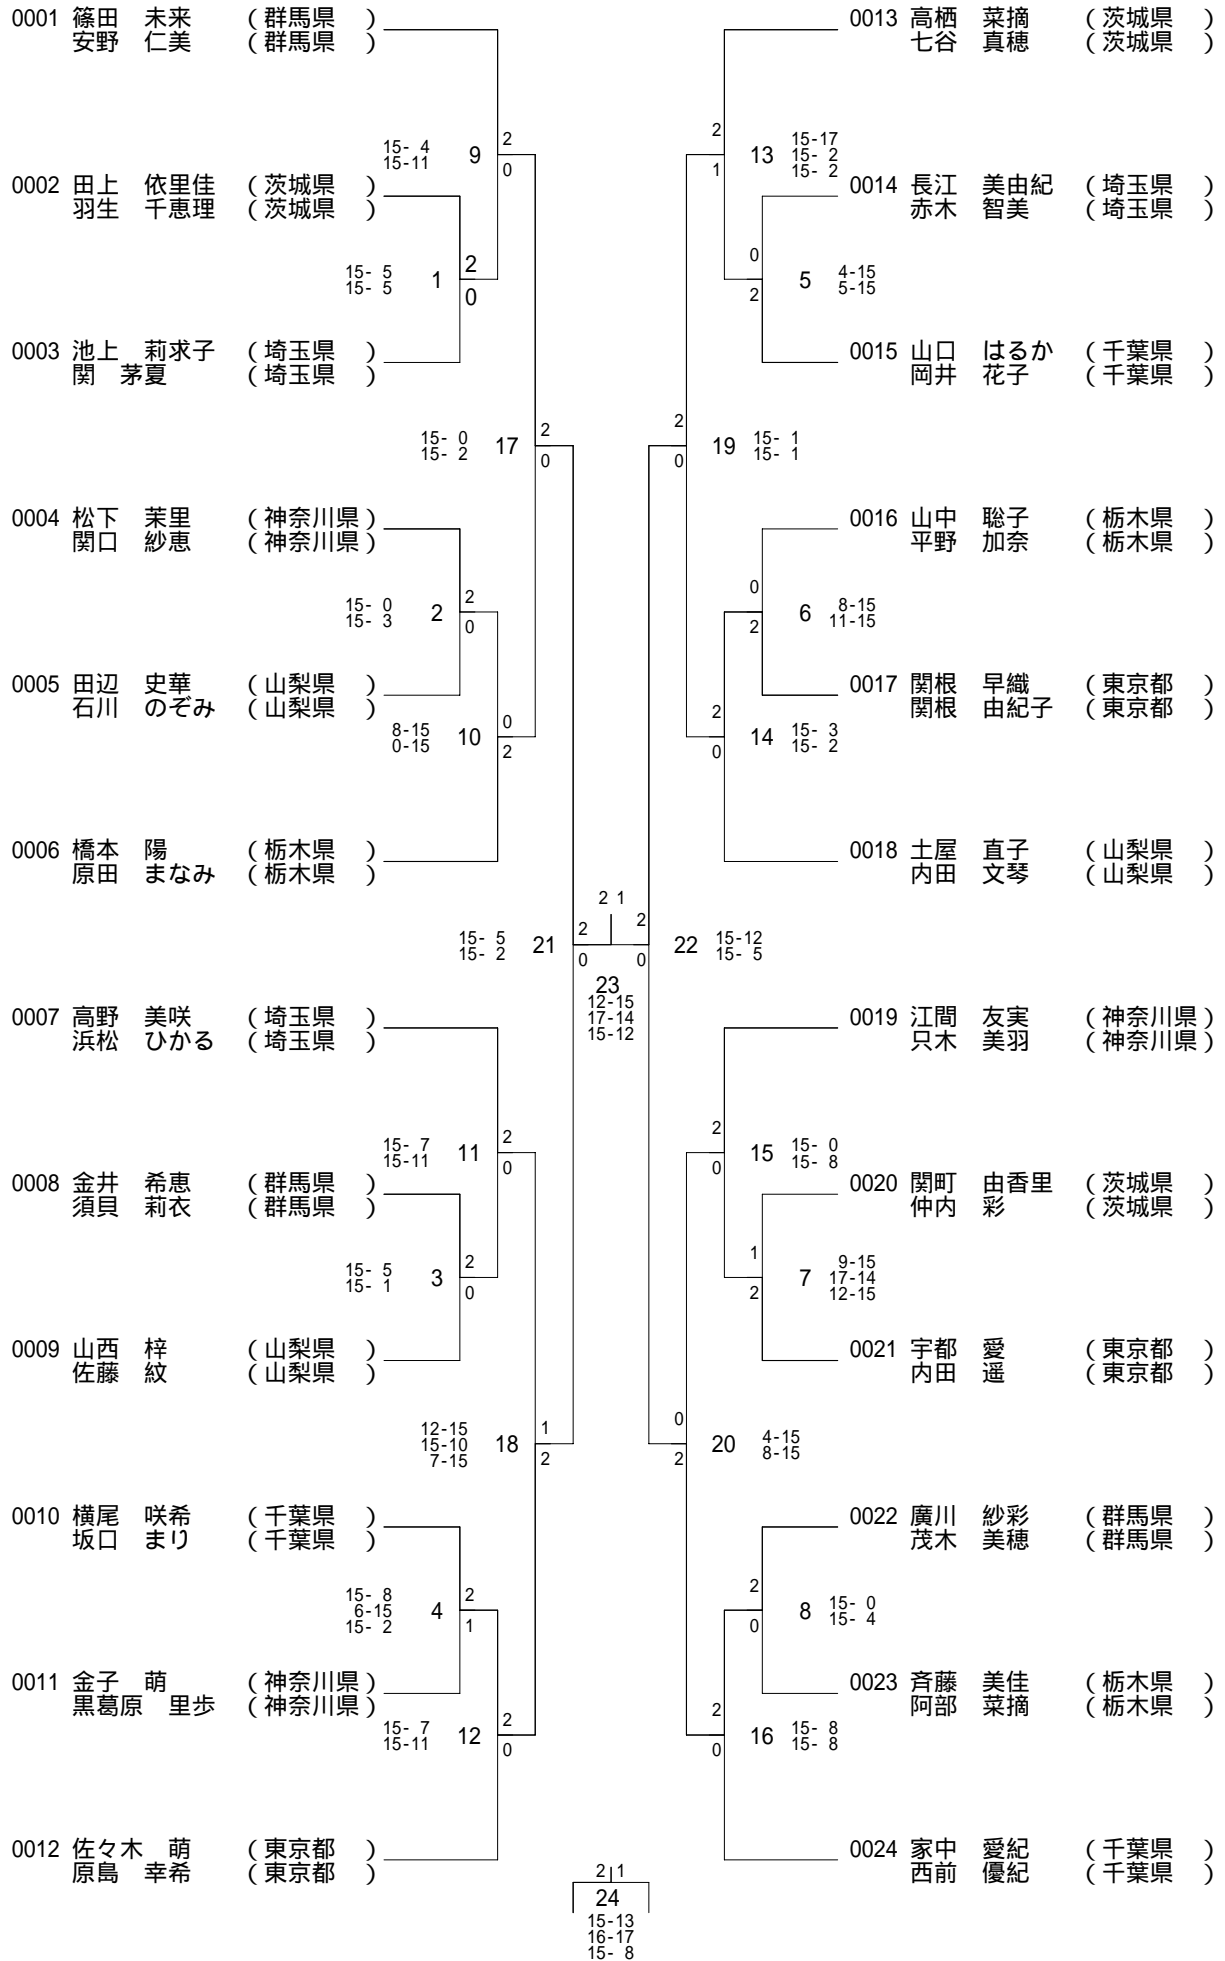 0001 篠田　未来　（群馬県　）
安野　仁美　（群馬県　）
15- 4
15-11
9
2
0
0002 田上　依里佳　（茨城県　）
羽生　千恵理　（茨城県　）
15- 5
15- 5
1
2
0
0003 池上　莉求子　（埼玉県　）
関　茅夏　（埼玉県　）
15- 0
15- 2
17
2
0
0004 松下　茉里　（神奈川県）
関口　紗恵　（神奈川県）
15- 0
15- 3
2
2
0
0005 田辺　史華　（山梨県　）
石川　のぞみ　（山梨県　）
8-15
0-15
10
0
2
0006 橋本　陽　（栃木県　）
原田　まなみ　（栃木県　）
15- 5
15- 2
21
2
0
0007 高野　美咲　（埼玉県　）
浜松　ひかる　（埼玉県　）
15- 7
15-11
11
2
0
0008 金井　希恵　（群馬県　）
須貝　莉衣　（群馬県　）
15- 5
15- 1
3
2
0
0009 山西　梓　（山梨県　）
佐藤　紋　（山梨県　）
12-15
15-10
7-15
18
1
2
0010 横尾　咲希　（千葉県　）
坂口　まり　（千葉県　）
15- 8
6-15
15- 2
4
2
1
0011 金子　萌　（神奈川県）
黒葛原　里歩　（神奈川県）
15- 7
15-11
12
2
0
0012 佐々木　萌　（東京都　）
原島　幸希　（東京都　）
2 1
23
12-15
17-14
15-12
2 1
24
15-13
16-17
15- 8
0013 高栖　菜摘　（茨城県　）
七谷　真穂　（茨城県　）
2
1
13
15-17
15- 2
15- 2
0014 長江　美由紀　（埼玉県　）
赤木　智美　（埼玉県　）
0
2
5
4-15
5-15
0015 山口　はるか　（千葉県　）
岡井　花子　（千葉県　）
2
0
19
15- 1
15- 1
0016 山中　聡子　（栃木県　）
平野　加奈　（栃木県　）
0
2
6
8-15
11-15
0017 関根　早織　（東京都　）
関根　由紀子　（東京都　）
2
0
14
15- 3
15- 2
0018 土屋　直子　（山梨県　）
内田　文琴　（山梨県　）
2
0
22
15-12
15- 5
0019 江間　友実　（神奈川県）
只木　美羽　（神奈川県）
2
0
15
15- 0
15- 8
0020 関町　由香里　（茨城県　）
仲内　彩　（茨城県　）
1
2
7
9-15
17-14
12-15
0021 宇都　愛　（東京都　）
内田　遥　（東京都　）
0
2
20
4-15
8-15
0022 廣川　紗彩　（群馬県　）
茂木　美穂　（群馬県　）
2
0
8
15- 0
15- 4
0023 斉藤　美佳　（栃木県　）
阿部　菜摘　（栃木県　）
2
0
16
15- 8
15- 8
0024 家中　愛紀　（千葉県　）
西前　優紀　（千葉県　）